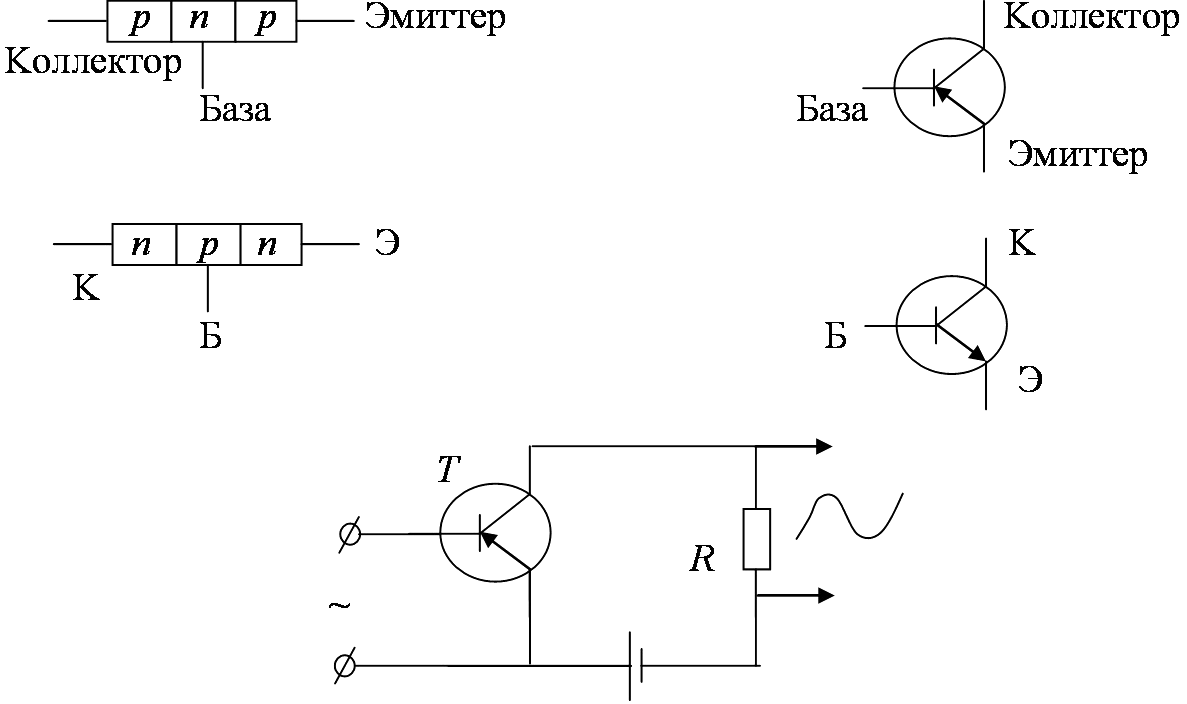 p n p Эмиттер
Коллектор
База
Коллектор
База
Эмиттер
n p n Э
К
Б
К
Б
Э
T
R
~